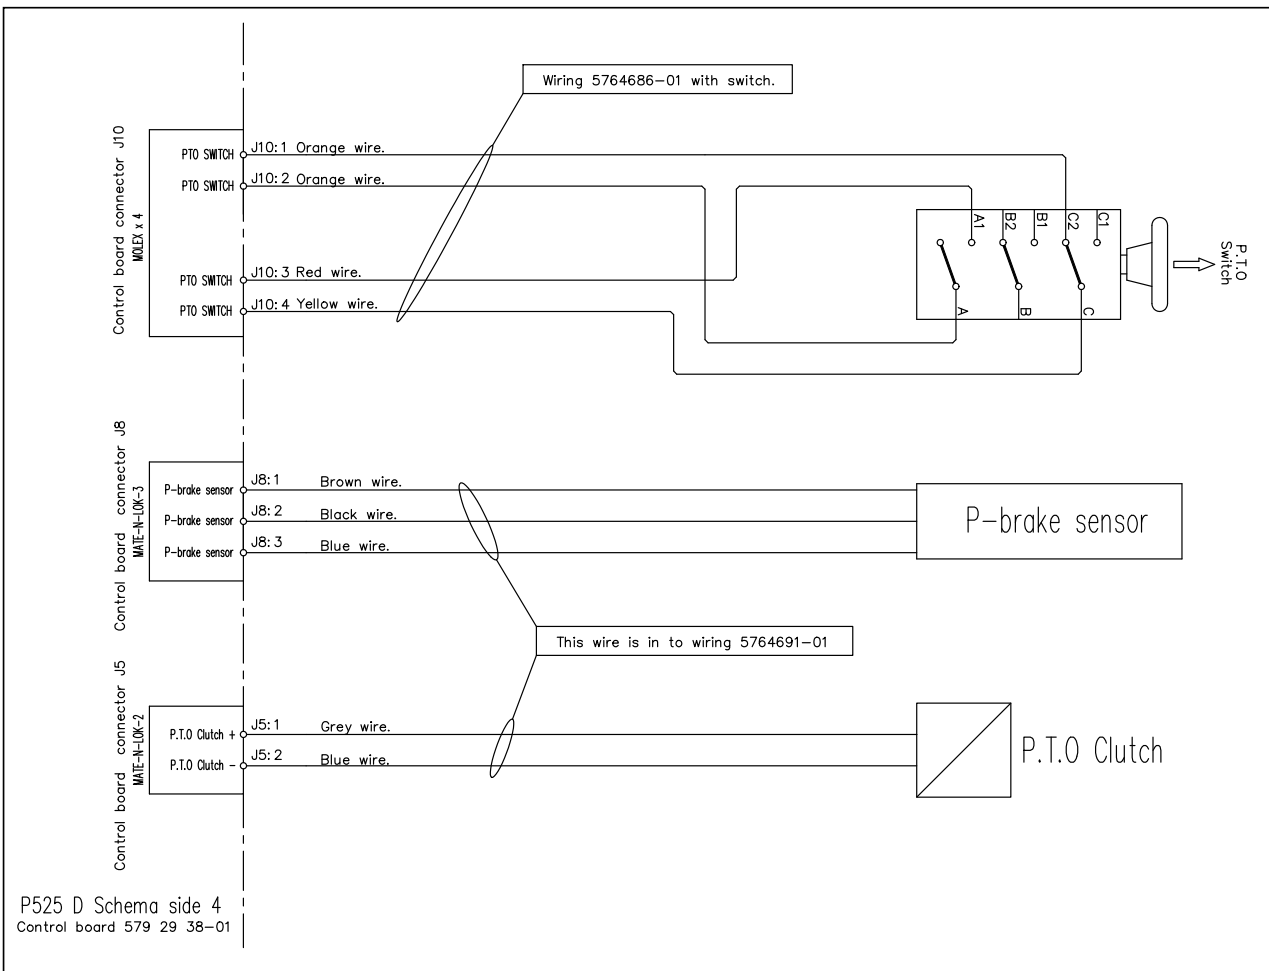 Wiring 5764686-01 with switch.
Control board connector J10
MOLEX x 4
PTO SWITCH
J10:1 Orange wire.
PTO SWITCH
J10:2 Orange wire.
PTO SWITCH
J10:3 Red wire.
PTO SWITCH
J10:4 Yellow wire.
A1
B2
B1
C2
C1
A
B
C
P.T.O
Switch
Control board connector J8
MATE-N-LOK-3
P-brake sensor
J8:1 Brown wire.
P-brake sensor
J8:2 Black wire.
P-brake sensor
J8:3 Blue wire.
P-brake sensor
This wire is in to wiring 5764691-01
Control board connector J5
MATE-N-LOK-2
P.T.O Clutch +
J5:1 Grey wire.
P.T.O Clutch -
J5:2 Blue wire.
P.T.O Clutch
P525 D Schema side 4
Control board 579 29 38-01